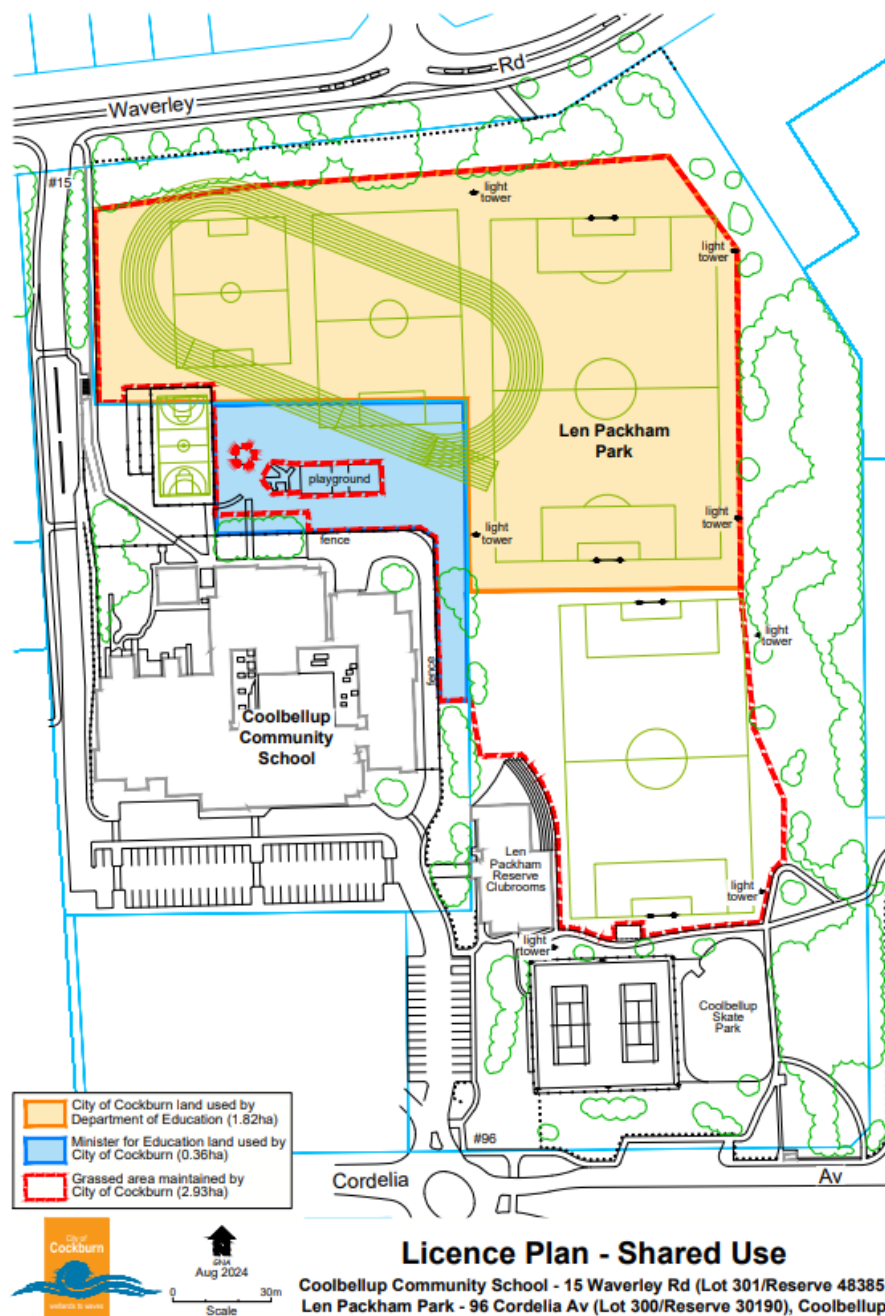 Waverley
Rd
#15
light
tower
light
tower
Len Packham
Park
playground
light
tower
light
tower
fence
fence
light
tower
Coolbellup
Community
School
Len
Packham
Reserve
Clubrooms
light
tower
light
tower
Coolbellup
Skate
Park
#96
Cordelia
Av
City of Cockburn land used by
Department of Education (1.82ha)
Minister for Education land used by
City of Cockburn (0.36ha)
Grassed area maintained by
City of Cockburn (2.93ha)
City of
Cockburn
wetlands to waves
GNA
Aug 2024
0 30m
Scale
Licence Plan - Shared Use
Coolbellup Community School - 15 Waverley Rd (Lot 301/Reserve 48385
Len Packham Park - 96 Cordelia Av (Lot 300/Reserve 30190), Coolbellup